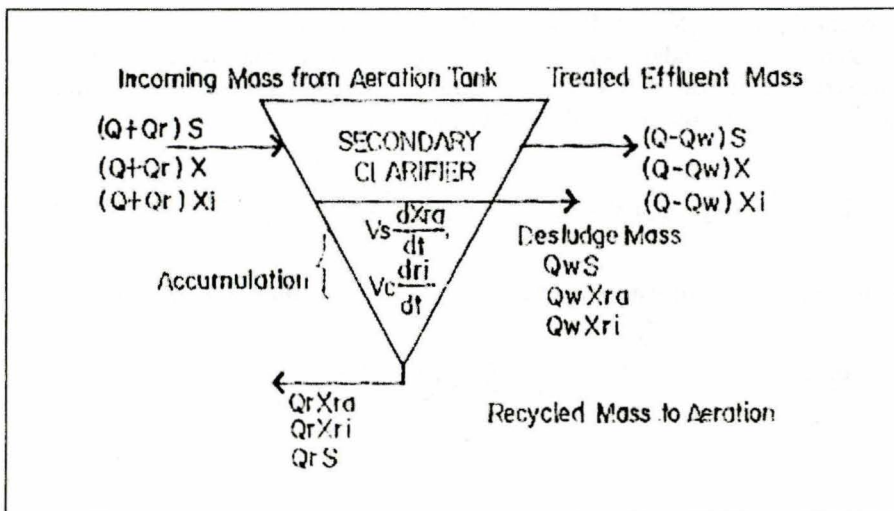 Incoming Mass from Aeration Tank
Treated Effluent Mass
(Q+Qr) S
(Q+Qr) X
(Q+Qr) Xi
SECONDARY
CLARIFIER
(Q-Qw) S
(Q-Qw) X
(Q-Qw) Xi
Vs dXra/dt,
Accumulation
Vc dri/dt
Desludge Mass
QwS
QwXra
QwXri
QrXra
QrXri
QrS
Recycled Mass to Aeration